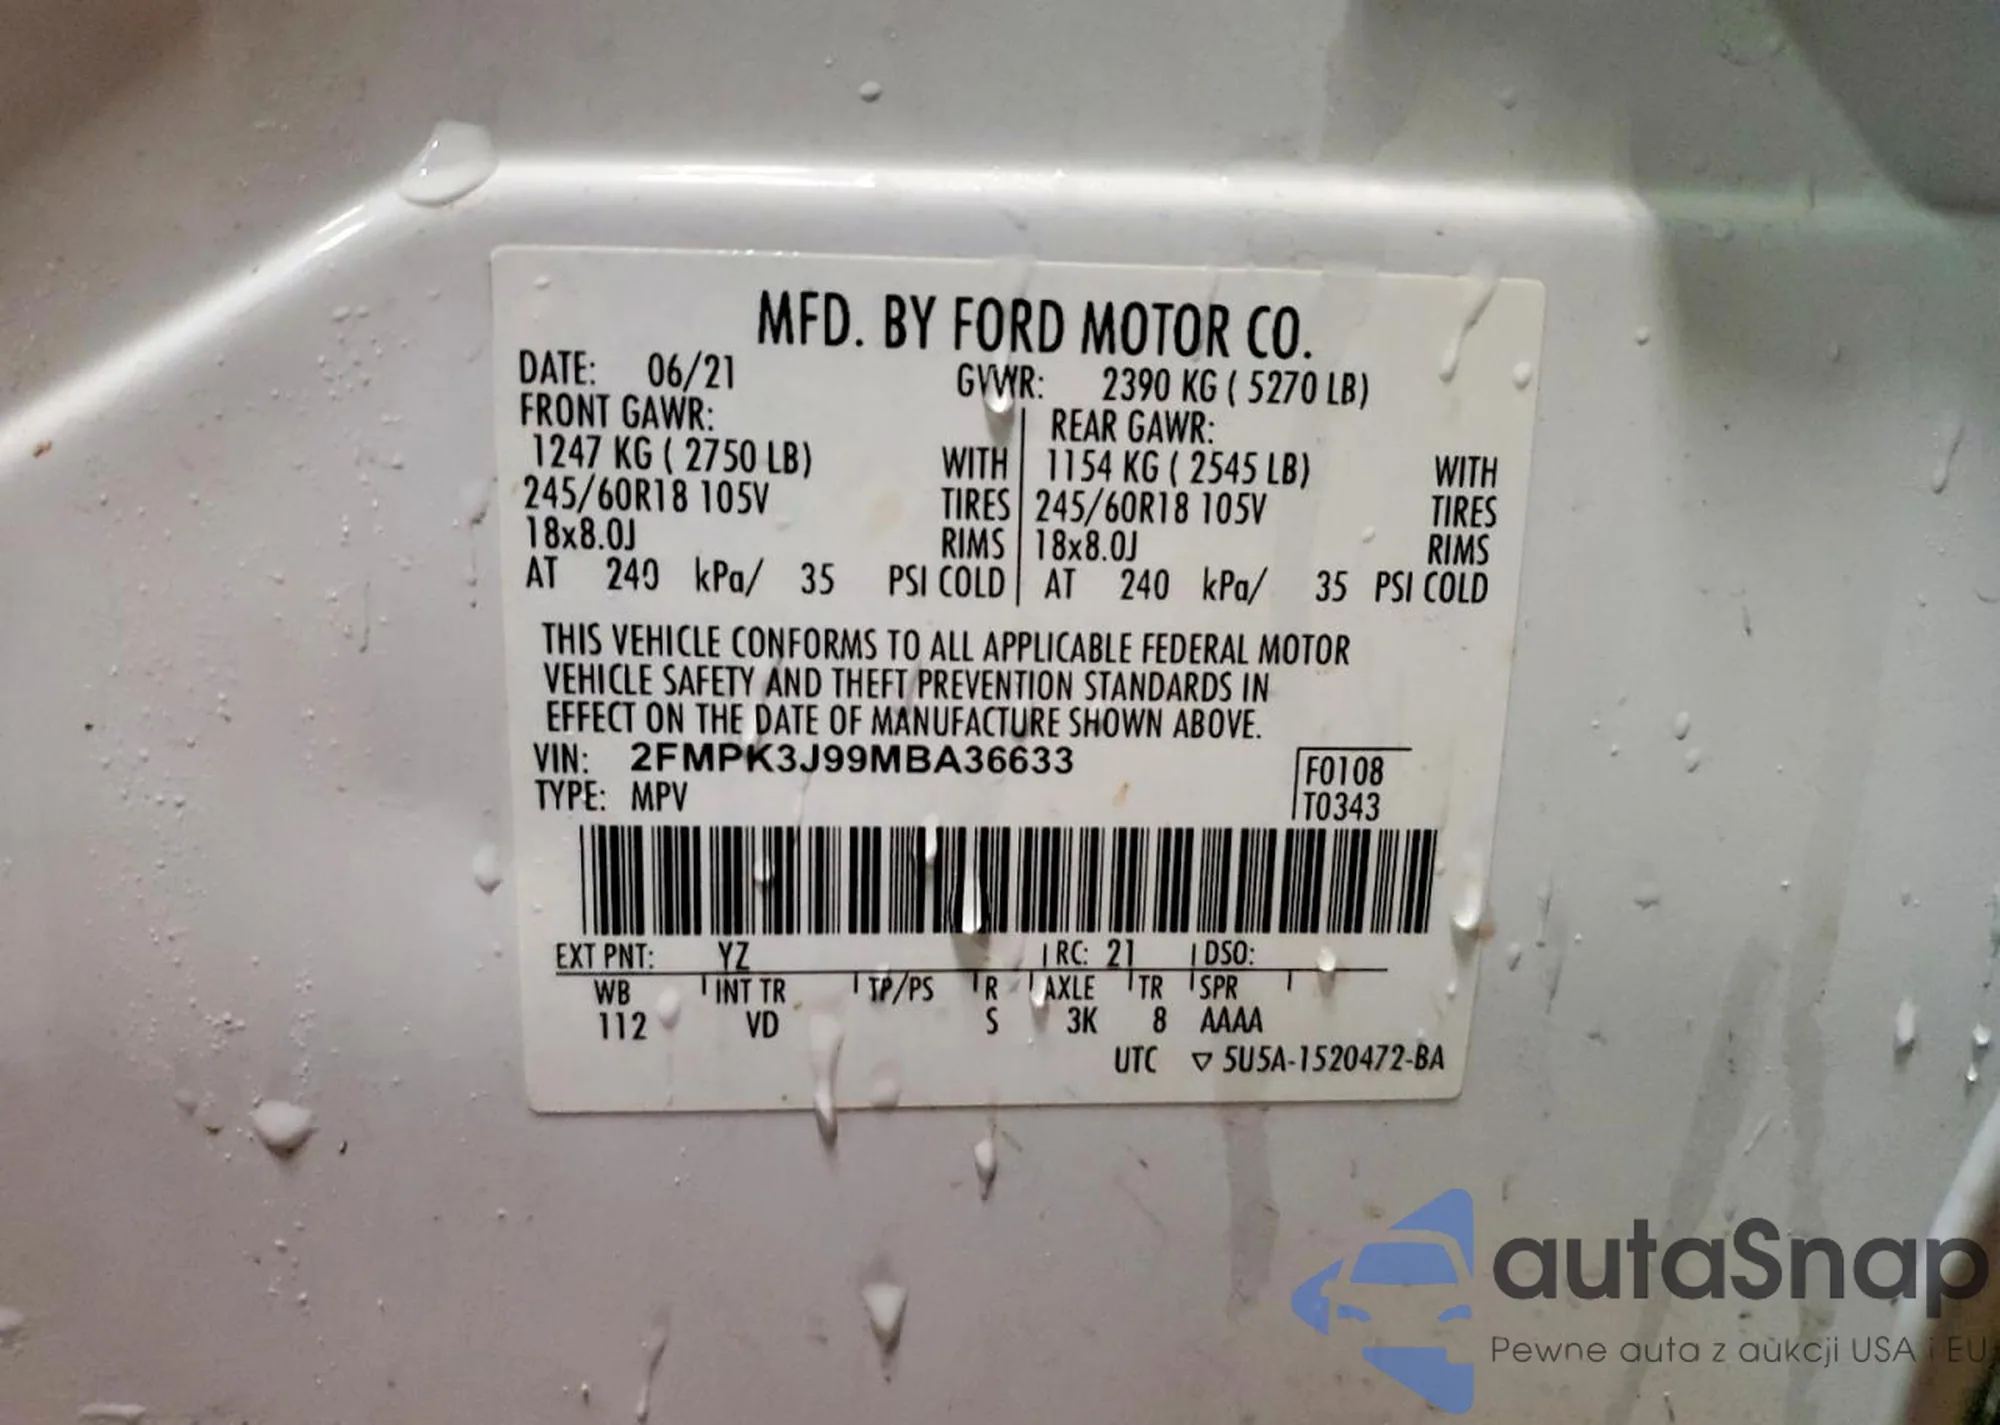 MFD. BY FORD MOTOR CO.
DATE: 06/21 GVWR: 2390 KG ( 5270 LB)
FRONT GAWR: REAR GAWR:
1247 KG ( 2750 LB) WITH 1154 KG ( 2545 LB) WITH
245/60R18 105V TIRES 245/60R18 105V TIRES
18x8.0J RIMS 18x8.0J RIMS
AT 240 kPa/ 35 PSI COLD AT 240 kPa/ 35 PSI COLD
THIS VEHICLE CONFORMS TO ALL APPLICABLE FEDERAL MOTOR
VEHICLE SAFETY AND THEFT PREVENTION STANDARDS IN
EFFECT ON THE DATE OF MANUFACTURE SHOWN ABOVE.
VIN: 2FMPK3J99MBA36633
TYPE: MPV
F0108
T0343
EXT PNT: YZ RC: 21 DSO:
WB INT TR TP/PS R AXLE TR SPR
112 VD S 3K 8 AAAA
UTC ▽ 5U5A-1520472-BA
autaSnap
Pewne auta z aukcji USA i EU